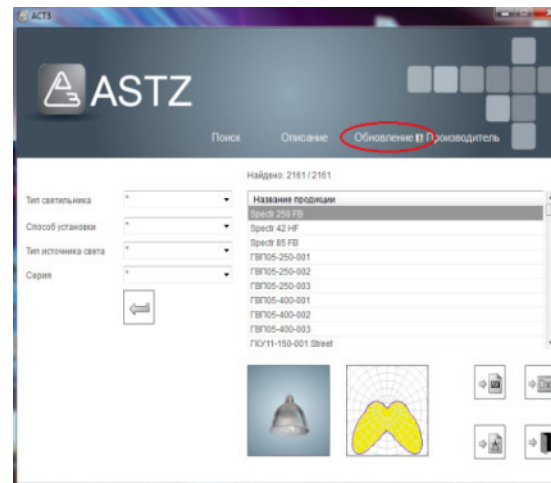 АСТЗ
ASTZ
Поиск Описание Обновление Производитель
Найдено: 2161 / 2161
Тип светильника *
Способ установки *
Тип источника света *
Серия *
Название продукции
Spectr 250 FB
Spectr 42 HF
Spectr 85 FB
ГВП05-250-001
ГВП05-250-002
ГВП05-250-003
ГВП05-400-001
ГВП05-400-002
ГВП05-400-003
ГКУ11-150-001 Street